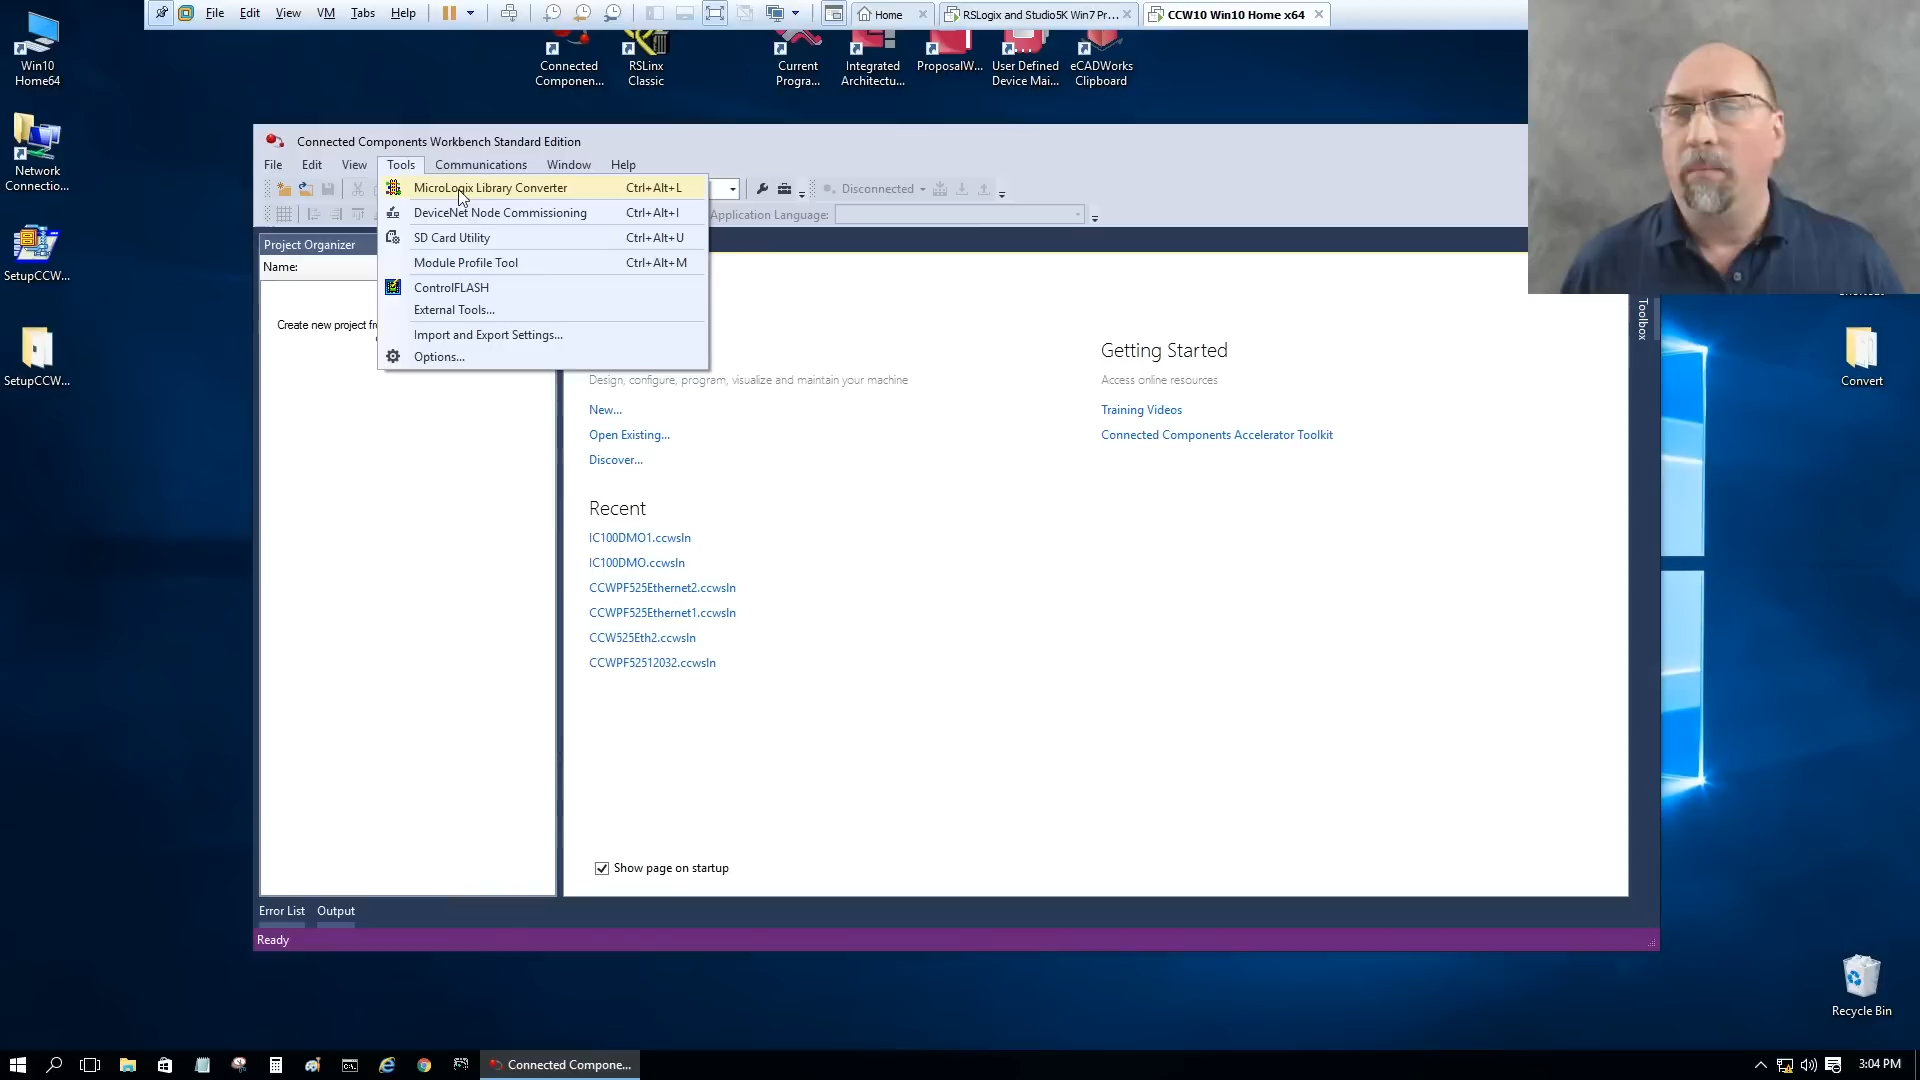 File Edit View VM Tabs Help
Home
RSLogix and Studio5K Win7 Pr...
CCW10 Win10 Home x64
Win10
Home64
Connected
Componen...
RSLinx
Classic
Current
Progra...
Integrated
Architectu...
ProposalW...
User Defined
Device Mai...
eCADWorks
Clipboard
Network
Connectio...
SetupCCW...
SetupCCW...
Connected Components Workbench Standard Edition
File Edit View Tools Communications Window Help
MicroLogix Library Converter Ctrl+Alt+L
DeviceNet Node Commissioning Ctrl+Alt+I
SD Card Utility Ctrl+Alt+U
Module Profile Tool Ctrl+Alt+M
ControlFLASH
External Tools...
Import and Export Settings...
Options...
Disconnected
Application Language:
Project Organizer
Name:
Create new project fr
Toolbox
Design, configure, program, visualize and maintain your machine
New...
Open Existing...
Discover...
Recent
IC100DMO1.ccwsln
IC100DMO.ccwsln
CCWPF525Ethernet2.ccwsln
CCWPF525Ethernet1.ccwsln
CCW525Eth2.ccwsln
CCWPF52512032.ccwsln
Getting Started
Access online resources
Training Videos
Connected Components Accelerator Toolkit
Show page on startup
Error List Output
Ready
Convert
Recycle Bin
Connected Compone...
3:04 PM